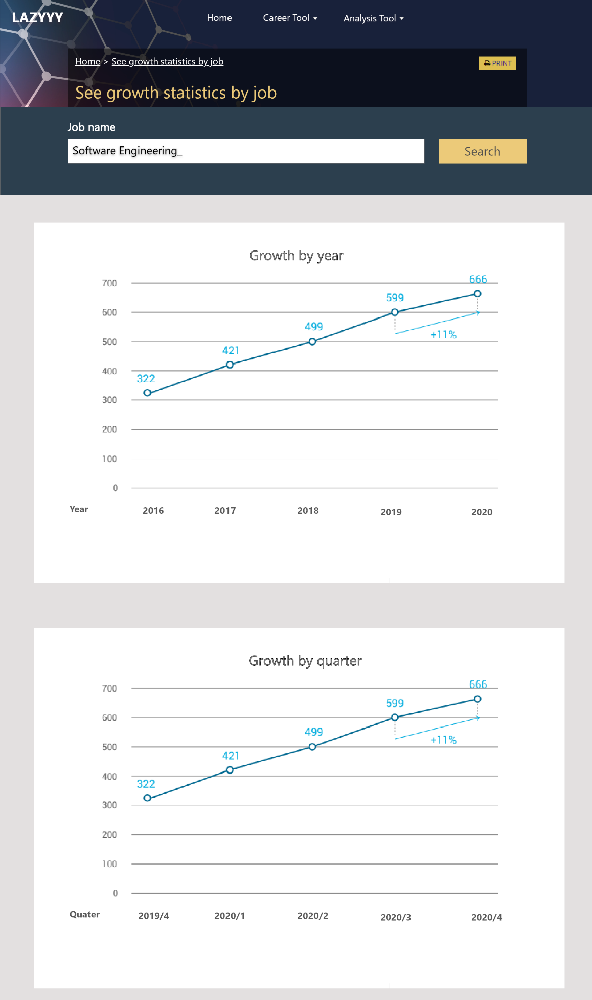 LAZYYY
Home Career Tool Analysis Tool
Home > See growth statistics by job PRINT
See growth statistics by job
Job name
Software Engineering_ Search
Growth by year
700
600
500
400
300
200
100
0
322
421
499
599
666
+11%
Year 2016 2017 2018 2019 2020
Growth by quarter
700
600
500
400
300
200
100
0
322
421
499
599
666
+11%
Quater 2019/4 2020/1 2020/2 2020/3 2020/4